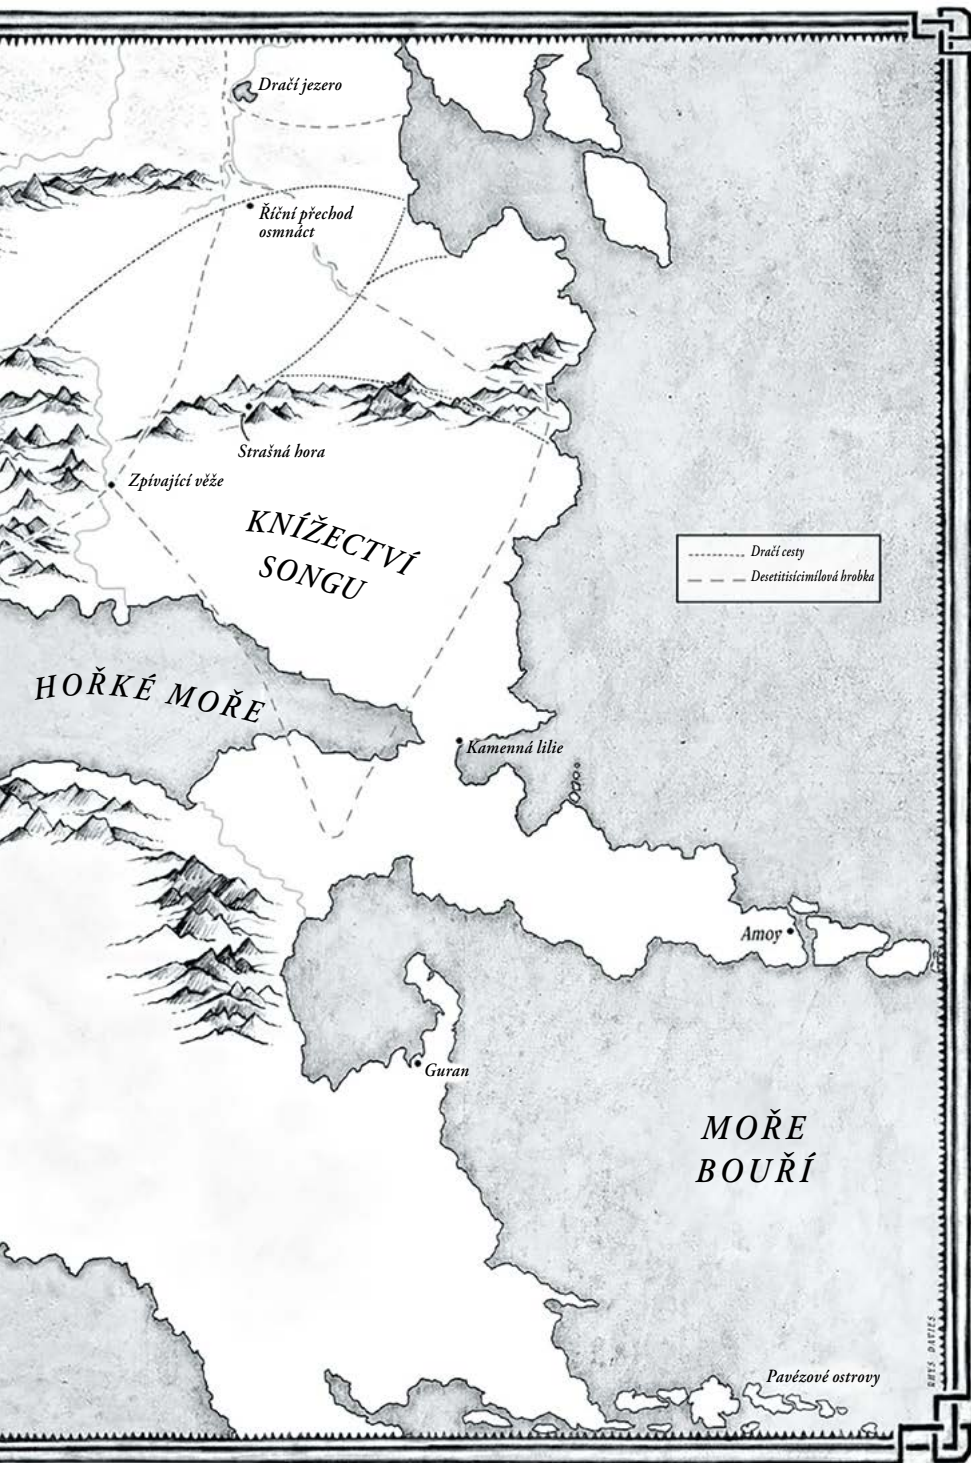 Dračí jezero
Říční přechod
osmnáct
Strašná hora
Zpívající věže
KNÍŽECTVÍ
SONGU
Dračí cesty
Desetitisícimílová hrobka
HOŘKÉ MOŘE
Kamenná lilie
Amoy
Guran
MOŘE
BOUŘÍ
RHYS DAVIES
Pavézové ostrovy